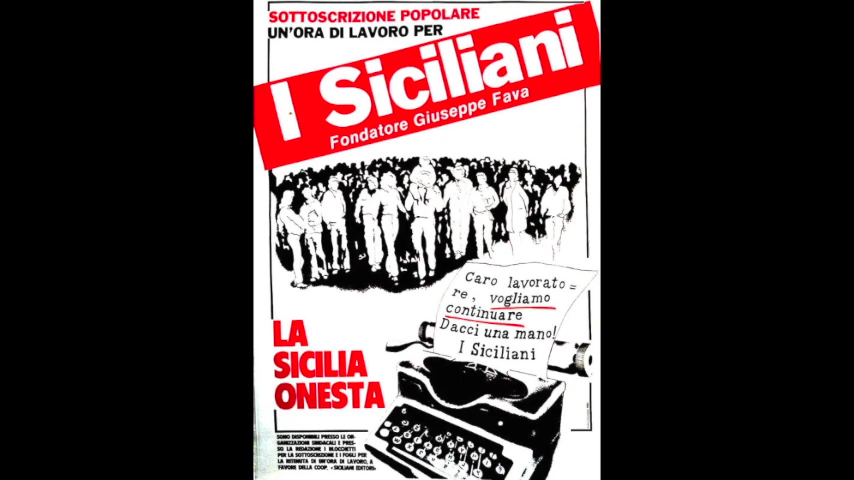 SOTTOSCRIZIONE POPOLARE
UN'ORA DI LAVORO PER
I Siciliani
Fondatore Giuseppe Fava
Caro lavorato=
re, vogliamo
continuare
Dacci una mano!
I Siciliani
LA
SICILIA
ONESTA
SONO DISPONIBILI PRESSO LE OR-
GANIZZAZIONI SINDACALI E PRES-
SO LA REDAZIONE I BLOCCHETTI
PER LA SOTTOSCRIZIONE E I FOGLI PER
LA RITENUTA DI UN'ORA DI LAVORO, A
FAVORE DELLA COOP. «SICILIANI EDITORI»